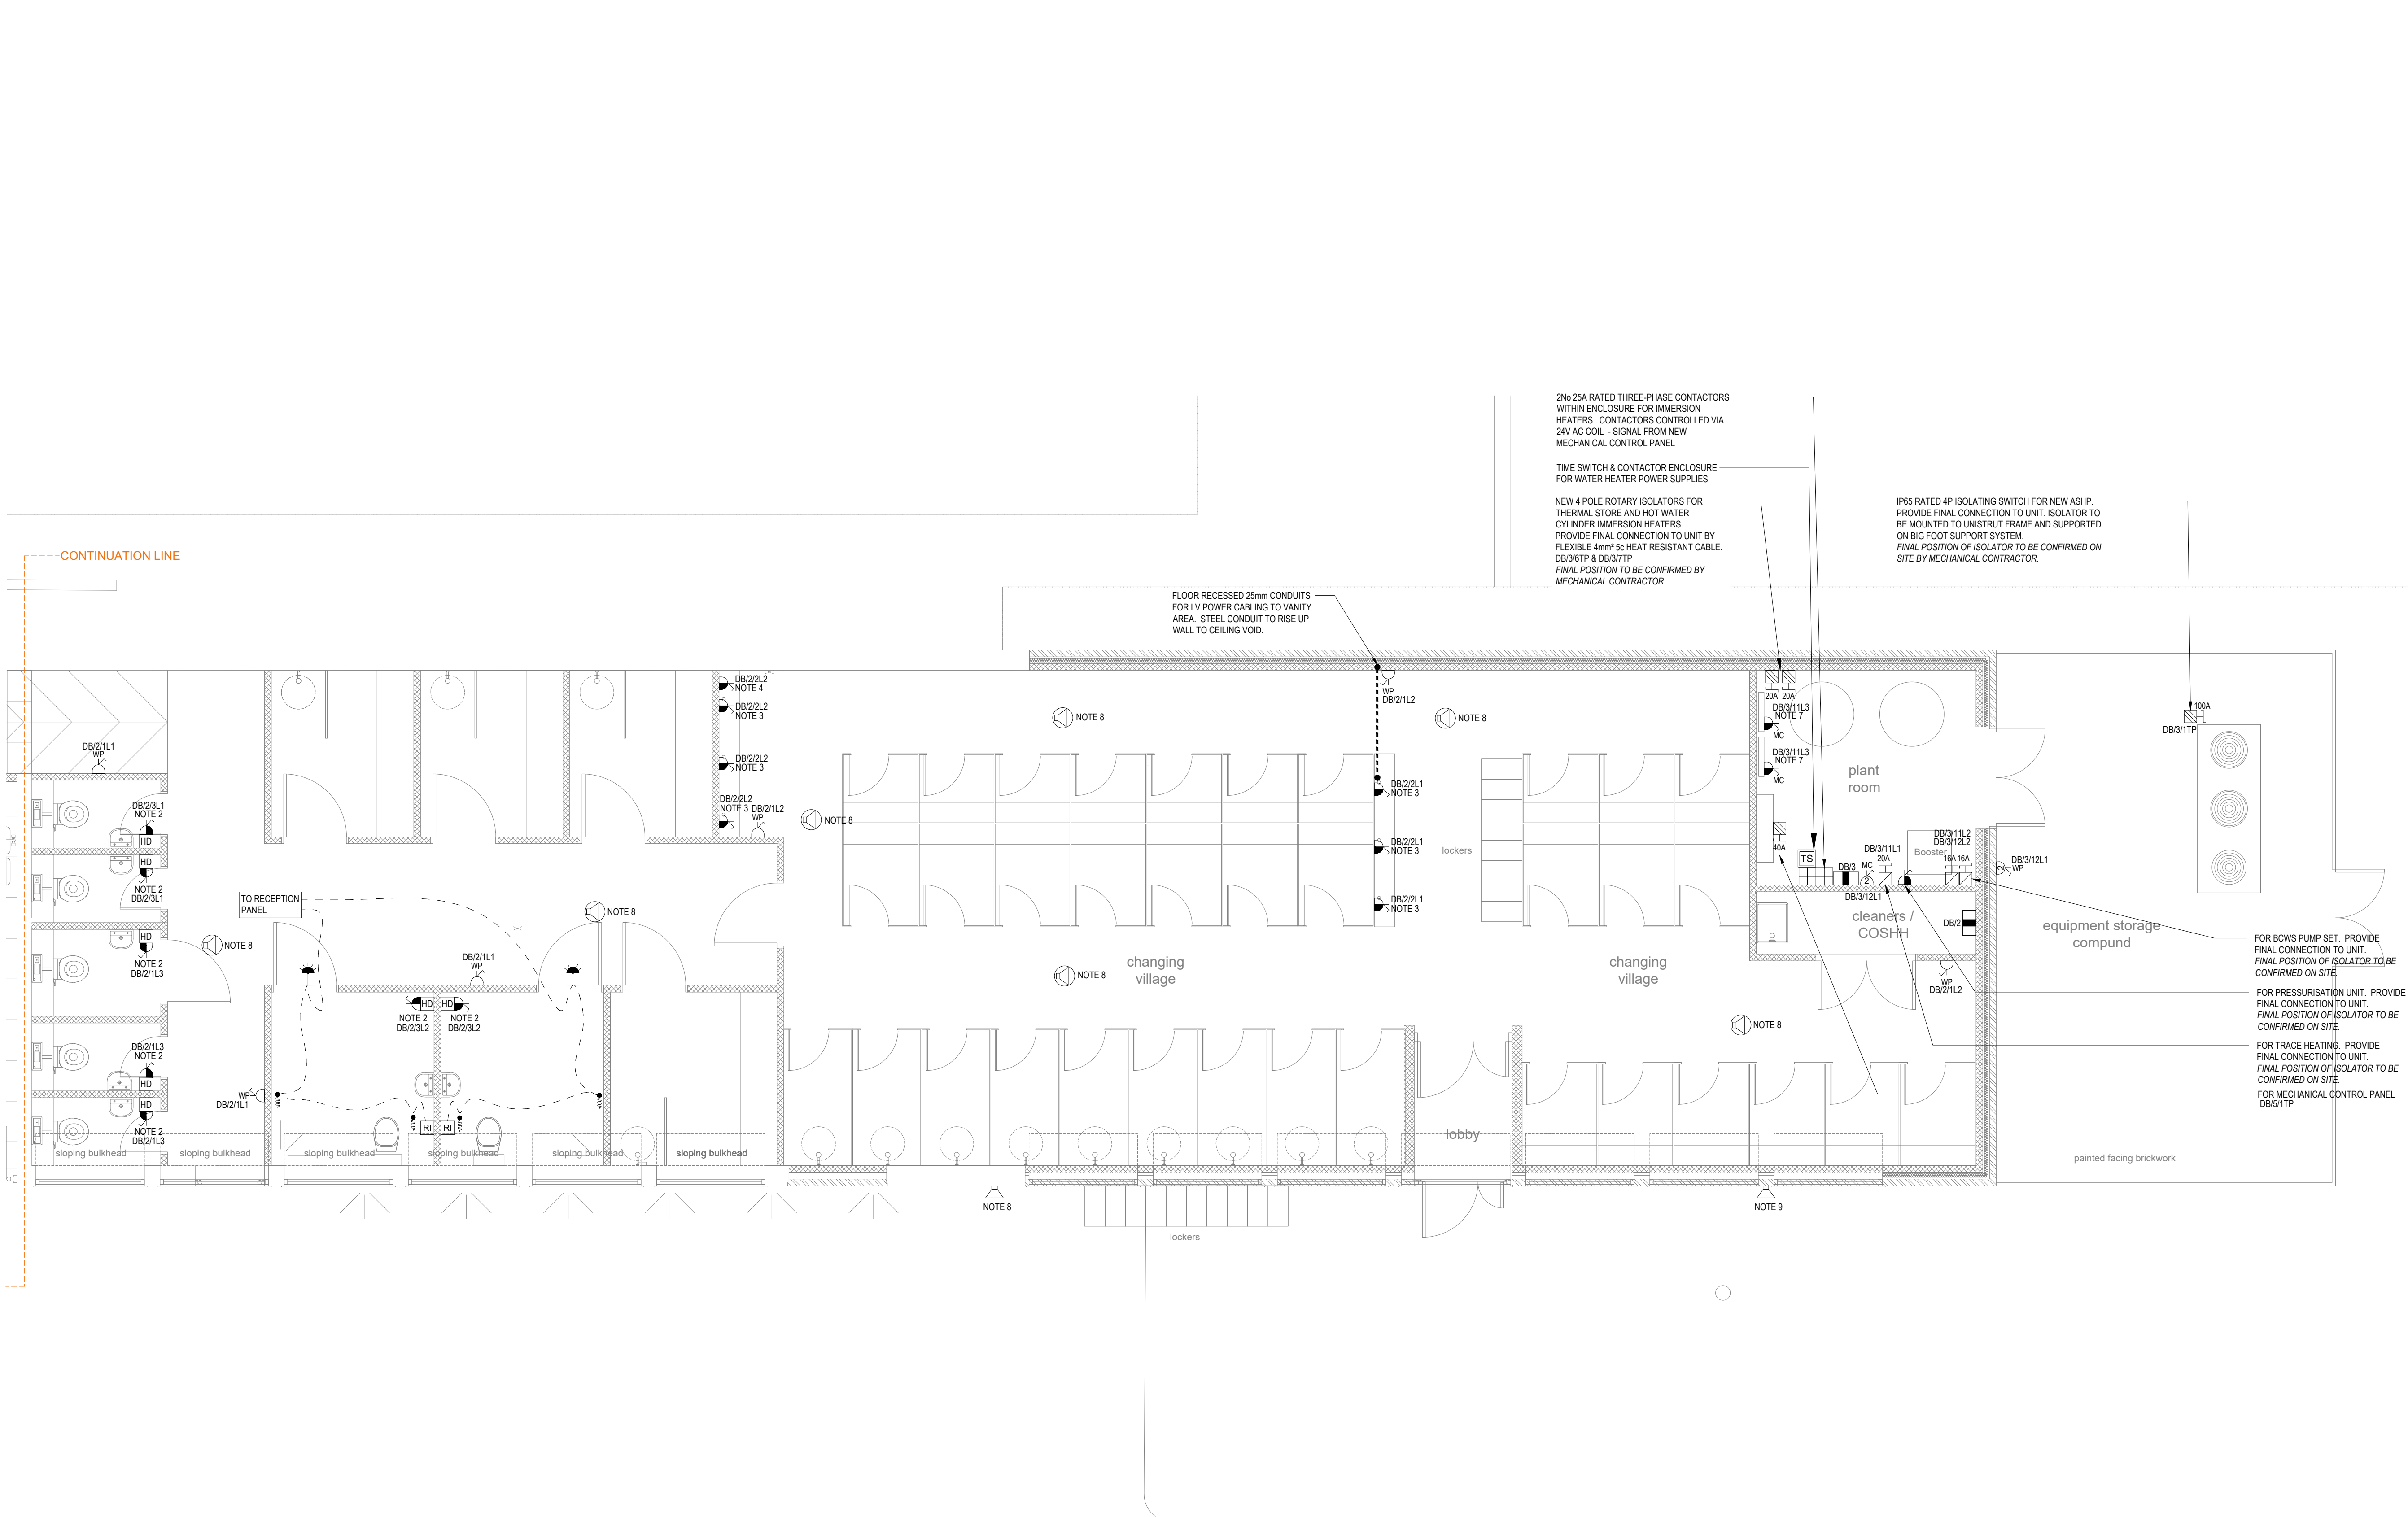 2No 25A RATED THREE-PHASE CONTACTORS
WITHIN ENCLOSURE FOR IMMERSION
HEATERS. CONTACTORS CONTROLLED VIA
24V AC COIL - SIGNAL FROM NEW
MECHANICAL CONTROL PANEL
TIME SWITCH & CONTACTOR ENCLOSURE
FOR WATER HEATER POWER SUPPLIES
NEW 4 POLE ROTARY ISOLATORS FOR
THERMAL STORE AND HOT WATER
CYLINDER IMMERSION HEATERS.
PROVIDE FINAL CONNECTION TO UNIT BY
FLEXIBLE 4mm² 5c HEAT RESISTANT CABLE.
DB/3/6TP & DB/3/7TP
FINAL POSITION TO BE CONFIRMED BY
MECHANICAL CONTRACTOR.
IP65 RATED 4P ISOLATING SWITCH FOR NEW ASHP.
PROVIDE FINAL CONNECTION TO UNIT. ISOLATOR TO
BE MOUNTED TO UNISTRUT FRAME AND SUPPORTED
ON BIG FOOT SUPPORT SYSTEM.
FINAL POSITION OF ISOLATOR TO BE CONFIRMED ON
SITE BY MECHANICAL CONTRACTOR.
CONTINUATION LINE
FLOOR RECESSED 25mm CONDUITS
FOR LV POWER CABLING TO VANITY
AREA. STEEL CONDUIT TO RISE UP
WALL TO CEILING VOID.
DB/2/2L2
NOTE 4
DB/2/2L2
NOTE 3
DB/2/2L2
NOTE 3
DB/2/2L2
NOTE 3
DB/2/1L2
WP
NOTE 8
NOTE 8
NOTE 8
WP
DB/2/1L2
20A
20A
DB/3/11L3
NOTE 7
MC
DB/3/11L3
NOTE 7
MC
plant
room
100A
DB/3/1TP
DB/2/1L1
WP
DB/2/3L1
NOTE 2
HD
HD
NOTE 2
DB/2/3L1
HD
NOTE 2
DB/2/1L3
DB/2/1L3
NOTE 2
HD
HD
NOTE 2
DB/2/1L3
DB/2/2L1
NOTE 3
DB/2/2L1
NOTE 3
DB/2/2L1
NOTE 3
lockers
40A
TS
DB/3
MC
2
DB/3/12L1
DB/3/11L1
20A
Booster
DB/3/11L2
DB/3/12L2
16A
16A
2
DB/3/12L1
WP
TO RECEPTION
PANEL
NOTE 8
NOTE 8
NOTE 8
DB/2/1L1
WP
changing
village
changing
village
cleaners /
COSHH
DB/2
equipment storage
compund
WP
DB/2/1L2
NOTE 8
HD
HD
NOTE 2
DB/2/3L2
NOTE 2
DB/2/3L2
WP
DB/2/1L1
RI
RI
lobby
FOR BCWS PUMP SET. PROVIDE
FINAL CONNECTION TO UNIT.
FINAL POSITION OF ISOLATOR TO BE
CONFIRMED ON SITE.
FOR PRESSURISATION UNIT. PROVIDE
FINAL CONNECTION TO UNIT.
FINAL POSITION OF ISOLATOR TO BE
CONFIRMED ON SITE.
FOR TRACE HEATING. PROVIDE
FINAL CONNECTION TO UNIT.
FINAL POSITION OF ISOLATOR TO BE
CONFIRMED ON SITE.
FOR MECHANICAL CONTROL PANEL
DB/5/1TP
sloping bulkhead
sloping bulkhead
sloping bulkhead
sloping bulkhead
sloping bulkhead
sloping bulkhead
painted facing brickwork
NOTE 8
NOTE 9
lockers